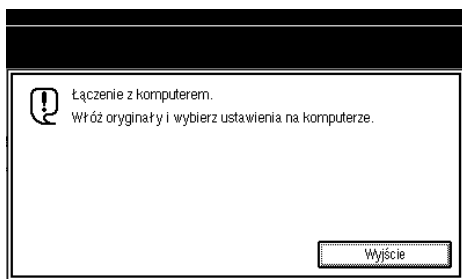 Łączenie z komputerem.
Włóż oryginały i wybierz ustawienia na komputerze.
Wyjście